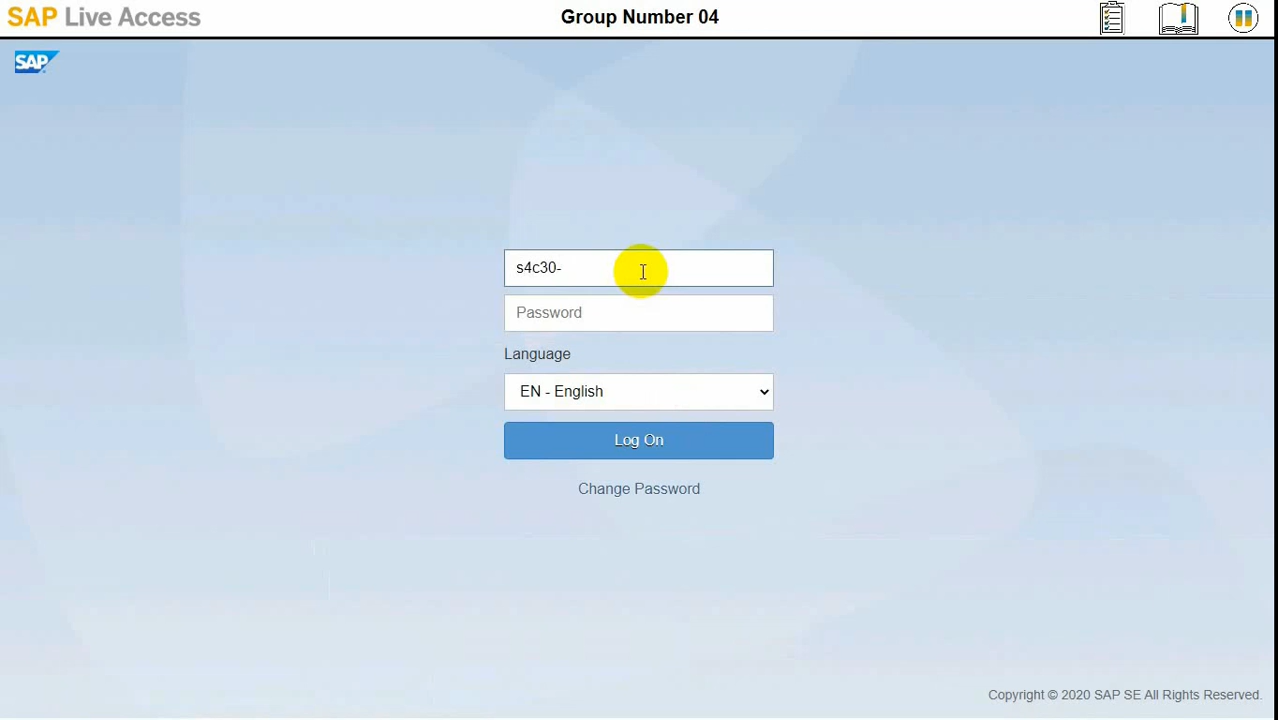 SAP Live Access
Group Number 04
SAP
s4c30-
Password
Language
EN - English
Log On
Change Password
Copyright © 2020 SAP SE All Rights Reserved.